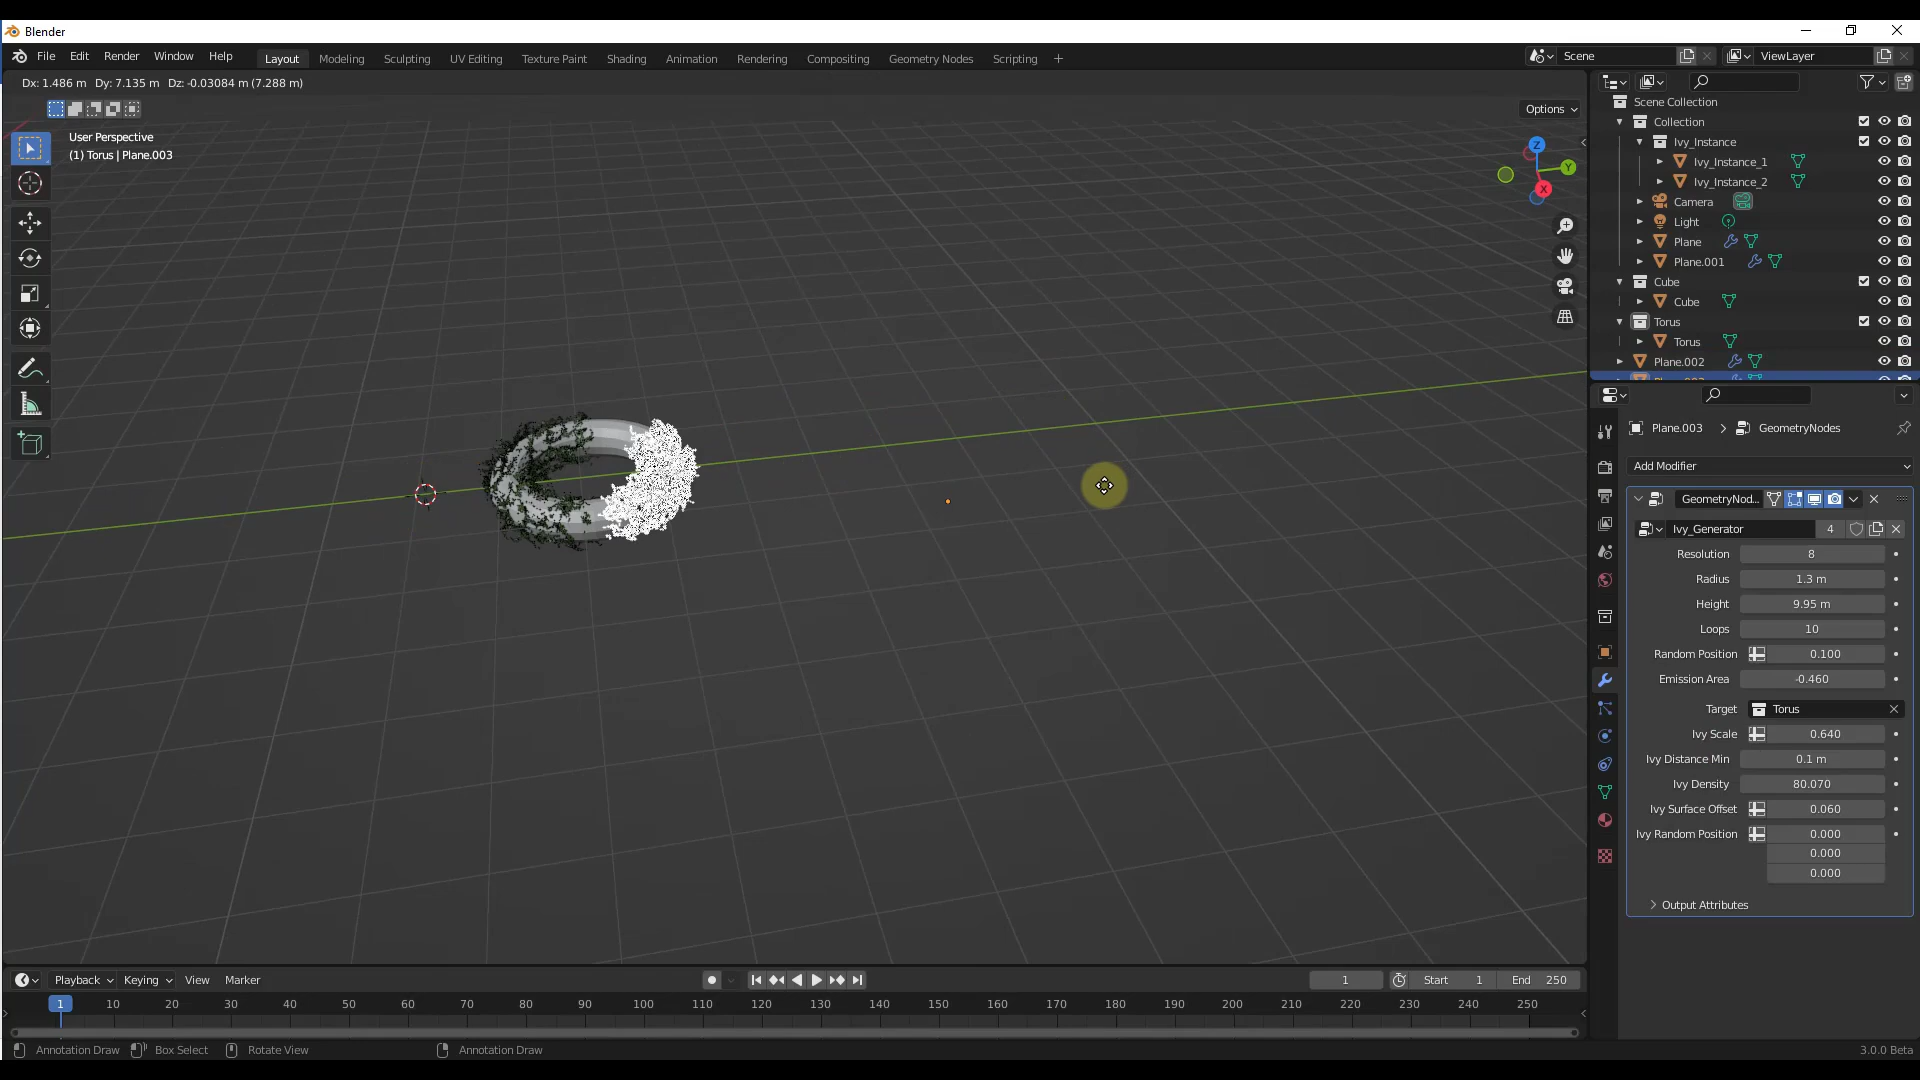 Blender
File Edit Render Window Help
Layout Modeling Sculpting UV Editing Texture Paint Shading Animation Rendering Compositing Geometry Nodes Scripting +
Scene
ViewLayer
Dx: 1.486 m Dy: 7.135 m Dz: -0.03084 m (7.288 m)
Options
User Perspective
(1) Torus | Plane.003
Z
Y
X
Scene Collection
Collection
Ivy_Instance
Ivy_Instance_1
Ivy_Instance_2
Camera
Light
Plane
Plane.001
Cube
Cube
Torus
Torus
Plane.002
Plane.003 > GeometryNodes
Add Modifier
GeometryNod...
Ivy_Generator 4
Resolution 8
Radius 1.3 m
Height 9.95 m
Loops 10
Random Position 0.100
Emission Area -0.460
Target Torus
Ivy Scale 0.640
Ivy Distance Min 0.1 m
Ivy Density 80.070
Ivy Surface Offset 0.060
Ivy Random Position 0.000
0.000
0.000
Output Attributes
Playback Keying View Marker
1 Start 1 End 250
1 10 20 30 40 50 60 70 80 90 100 110 120 130 140 150 160 170 180 190 200 210 220 230 240 250
Annotation Draw Box Select Rotate View Annotation Draw
3.0.0 Beta